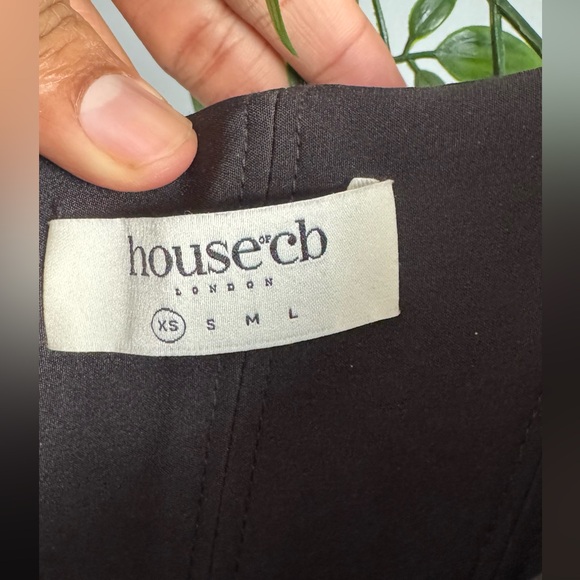 house OF cb
LONDON
XS S M L